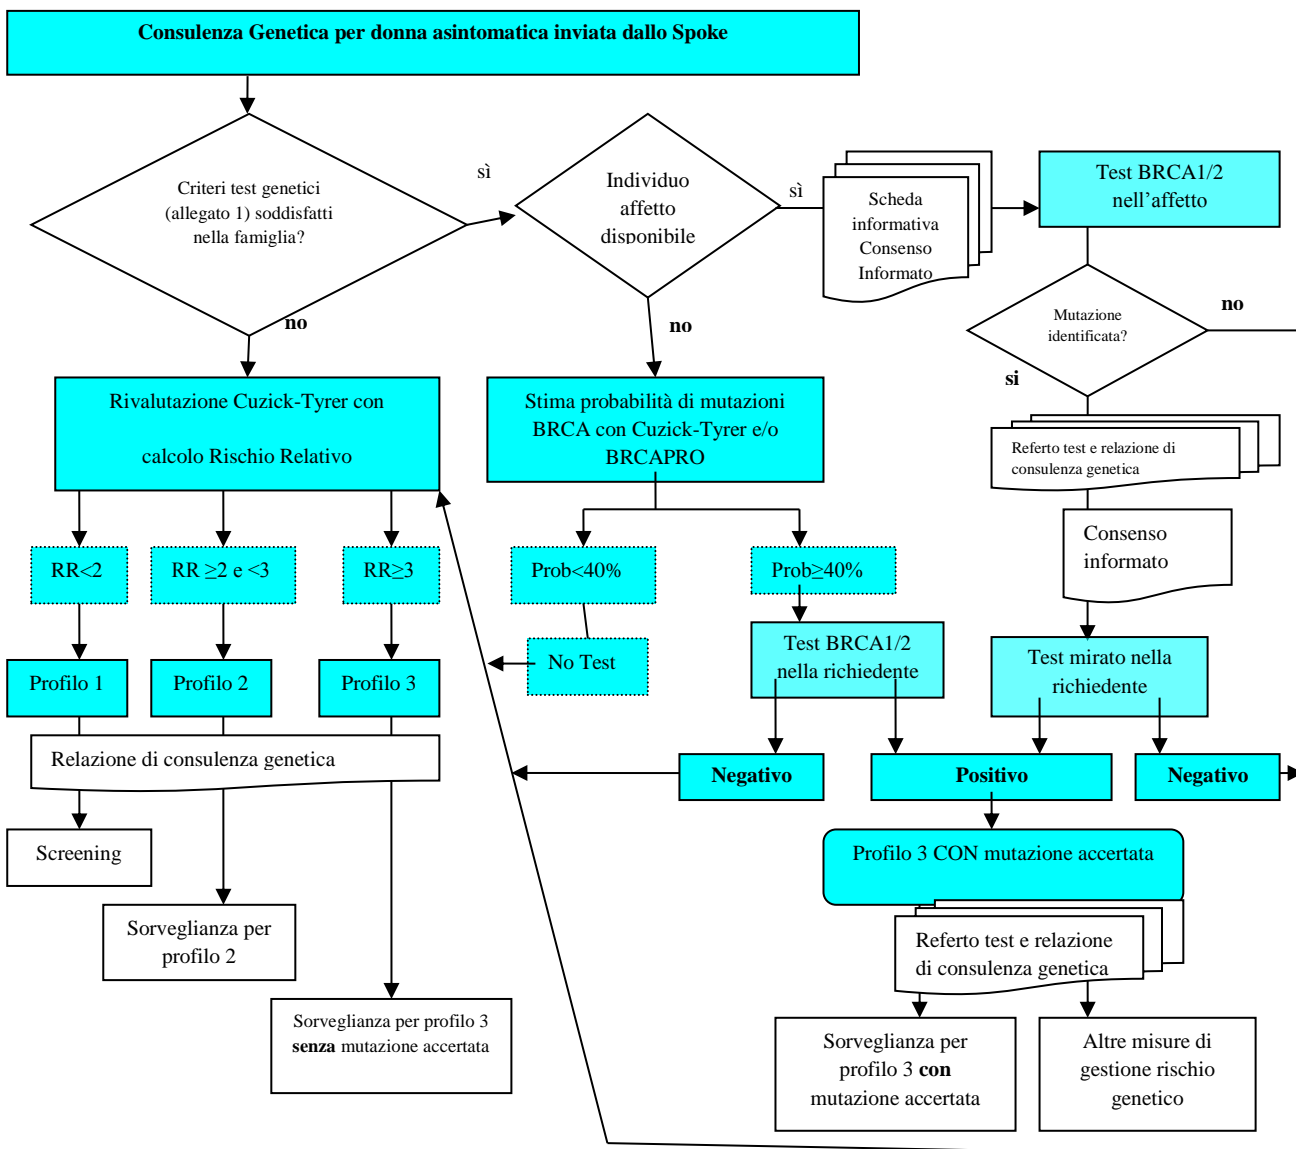 Consulenza Genetica per donna asintomatica inviata dallo Spoke
Criteri test genetici
(allegato 1) soddisfatti
nella famiglia?
sì
no
Individuo
affetto
disponibile
sì
no
Scheda
informativa
Consenso
Informato
Test BRCA1/2
nell'affetto
Mutazione
identificata?
no
si
Rivalutazione Cuzick-Tyrer con
calcolo Rischio Relativo
Stima probabilità di mutazioni
BRCA con Cuzick-Tyrer e/o
BRCAPRO
Referto test e relazione di
consulenza genetica
Consenso
informato
RR<2
RR ≥2 e <3
RR≥3
Prob<40%
Prob≥40%
No Test
Test BRCA1/2
nella richiedente
Test mirato nella
richiedente
Profilo 1
Profilo 2
Profilo 3
Relazione di consulenza genetica
Negativo
Positivo
Negativo
Screening
Sorveglianza per
profilo 2
Sorveglianza per profilo 3
senza mutazione accertata
Profilo 3 CON mutazione accertata
Referto test e relazione
di consulenza genetica
Sorveglianza per
profilo 3 con
mutazione accertata
Altre misure di
gestione rischio
genetico